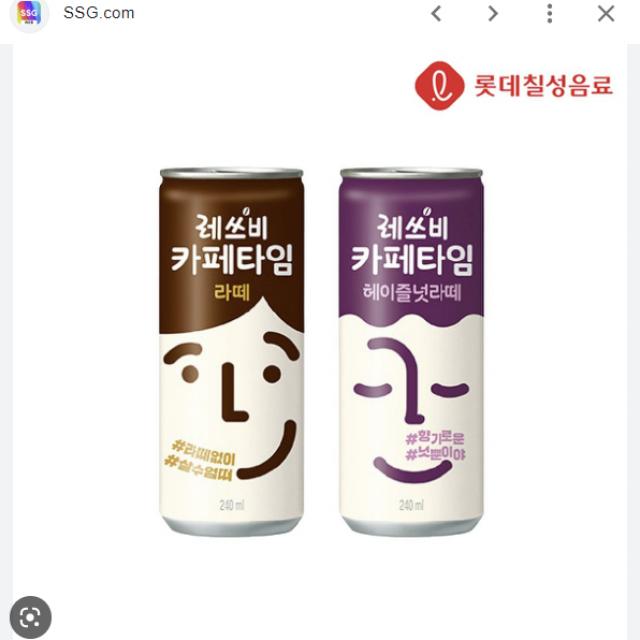 SSG
SSG.com
롯데칠성음료
레쓰비
카페타임
라떼
#라떼없이
#살수업떠
240 ml
레쓰비
카페타임
헤이즐넛라떼
#향기로운
#넛뿐이야
240 ml